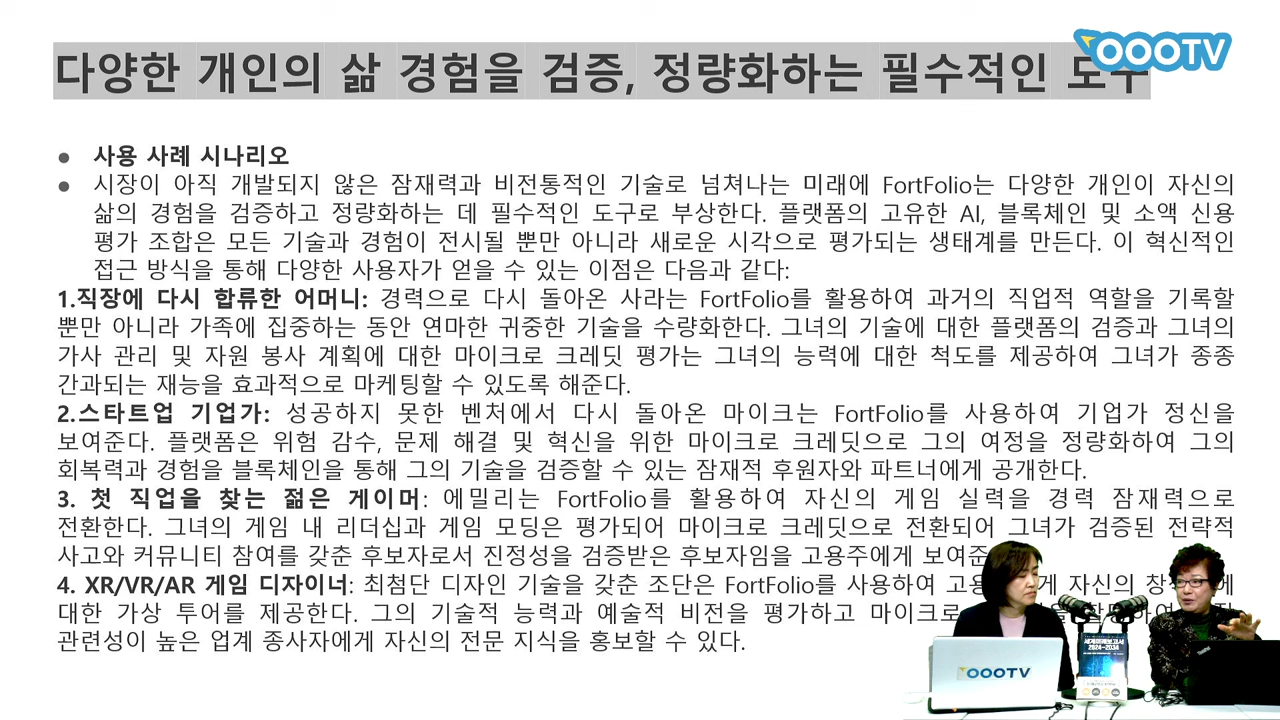 OOOTV
다양한 개인의 삶 경험을 검증, 정량화하는 필수적인 도구
● 사용 사례 시나리오
● 시장이 아직 개발되지 않은 잠재력과 비전통적인 기술로 넘쳐나는 미래에 FortFolio는 다양한 개인이 자신의
삶의 경험을 검증하고 정량화하는 데 필수적인 도구로 부상한다. 플랫폼의 고유한 AI, 블록체인 및 소액 신용
평가 조합은 모든 기술과 경험이 전시될 뿐만 아니라 새로운 시각으로 평가되는 생태계를 만든다. 이 혁신적인
접근 방식을 통해 다양한 사용자가 얻을 수 있는 이점은 다음과 같다:
1.직장에 다시 합류한 어머니: 경력으로 다시 돌아온 사라는 FortFolio를 활용하여 과거의 직업적 역할을 기록할
뿐만 아니라 가족에 집중하는 동안 연마한 귀중한 기술을 수량화한다. 그녀의 기술에 대한 플랫폼의 검증과 그녀의
가사 관리 및 자원 봉사 계획에 대한 마이크로 크레딧 평가는 그녀의 능력에 대한 척도를 제공하여 그녀가 종종
간과되는 재능을 효과적으로 마케팅할 수 있도록 해준다.
2.스타트업 기업가: 성공하지 못한 벤처에서 다시 돌아온 마이크는 FortFolio를 사용하여 기업가 정신을
보여준다. 플랫폼은 위험 감수, 문제 해결 및 혁신을 위한 마이크로 크레딧으로 그의 여정을 정량화하여 그의
회복력과 경험을 블록체인을 통해 그의 기술을 검증할 수 있는 잠재적 후원자와 파트너에게 공개한다.
3. 첫 직업을 찾는 젊은 게이머: 에밀리는 FortFolio를 활용하여 자신의 게임 실력을 경력 잠재력으로
전환한다. 그녀의 게임 내 리더십과 게임 모딩은 평가되어 마이크로 크레딧으로 전환되어 그녀가 검증된 전략적
사고와 커뮤니티 참여를 갖춘 후보자로서 진정성을 검증받은 후보자임을 고용주에게
4. XR/VR/AR 게임 디자이너: 최첨단 디자인 기술을 갖춘 조단은 FortFolio를 사용하여 자신의
대한 가상 투어를 제공한다. 그의 기술적 능력과 예술적 비전을 평가하고 마이크로
관련성이 높은 업계 종사자에게 자신의 전문 지식을 홍보할 수 있다.
OOOTV
세계미래보고서
2024-2034